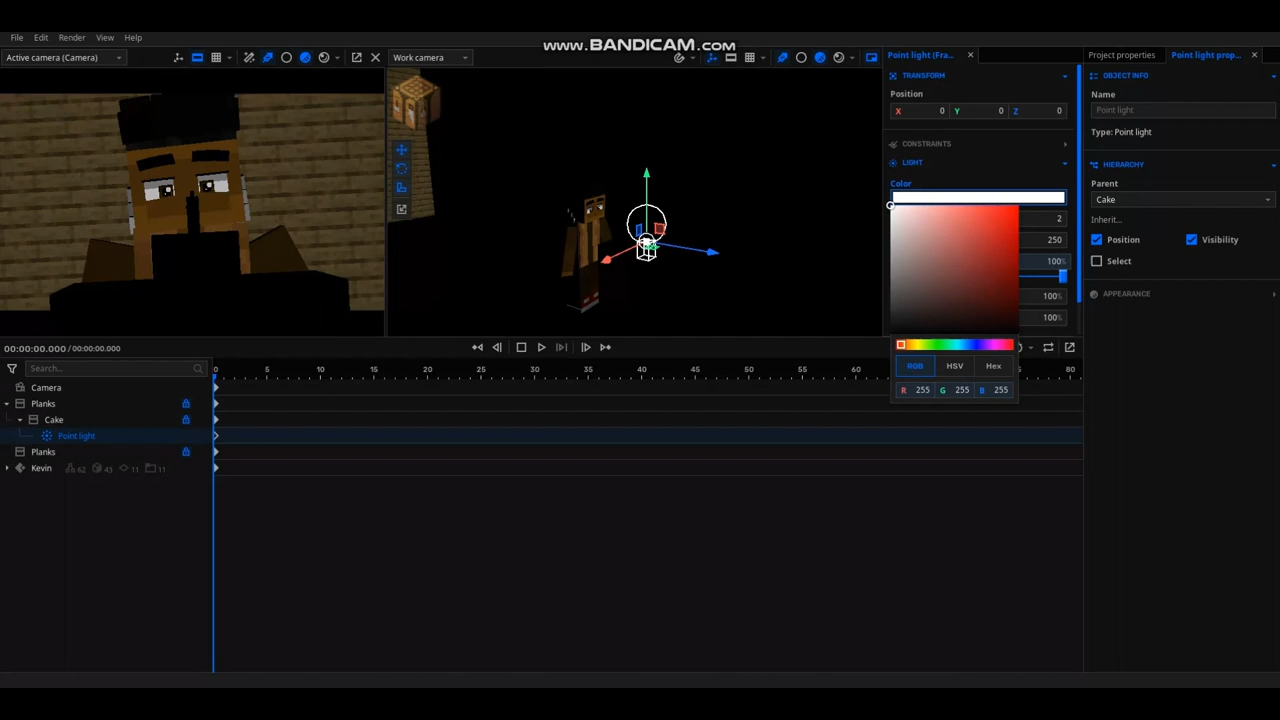 www.BANDICAM.com
File Edit Render View Help
Active camera (Camera)
Work camera
Point light (Fra...
Project properties
Point light prop...
TRANSFORM
Position
X 0 Y 0 Z 0
CONSTRAINTS
LIGHT
Color
2
250
100%
100%
100%
RGB HSV Hex
R 255 G 255 B 255
OBJECT INFO
Name
Point light
Type: Point light
HIERARCHY
Parent
Cake
Inherit...
Position Visibility
Select
APPEARANCE
00:00:00.000 / 00:00:00.000
Search...
0 5 10 15 20 25 30 35 40 45 50 55 60 80
Camera
Planks
Cake
Point light
Planks
Kevin 62 43 11 11